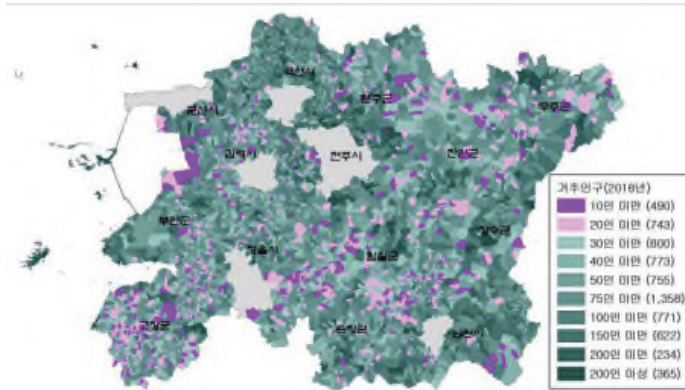 익산시
완주군
무주군
군산시
김제시
전주시
진안군
부안군
정읍시
임실군
장수군
고창군
순창군
남원시
거주인구(2018년)
10인 미만 (490)
20인 미만 (743)
30인 미만 (800)
40인 미만 (773)
50인 미만 (755)
75인 미만 (1,358)
100인 미만 (771)
150인 미만 (622)
200인 미만 (234)
200인 이상 (365)